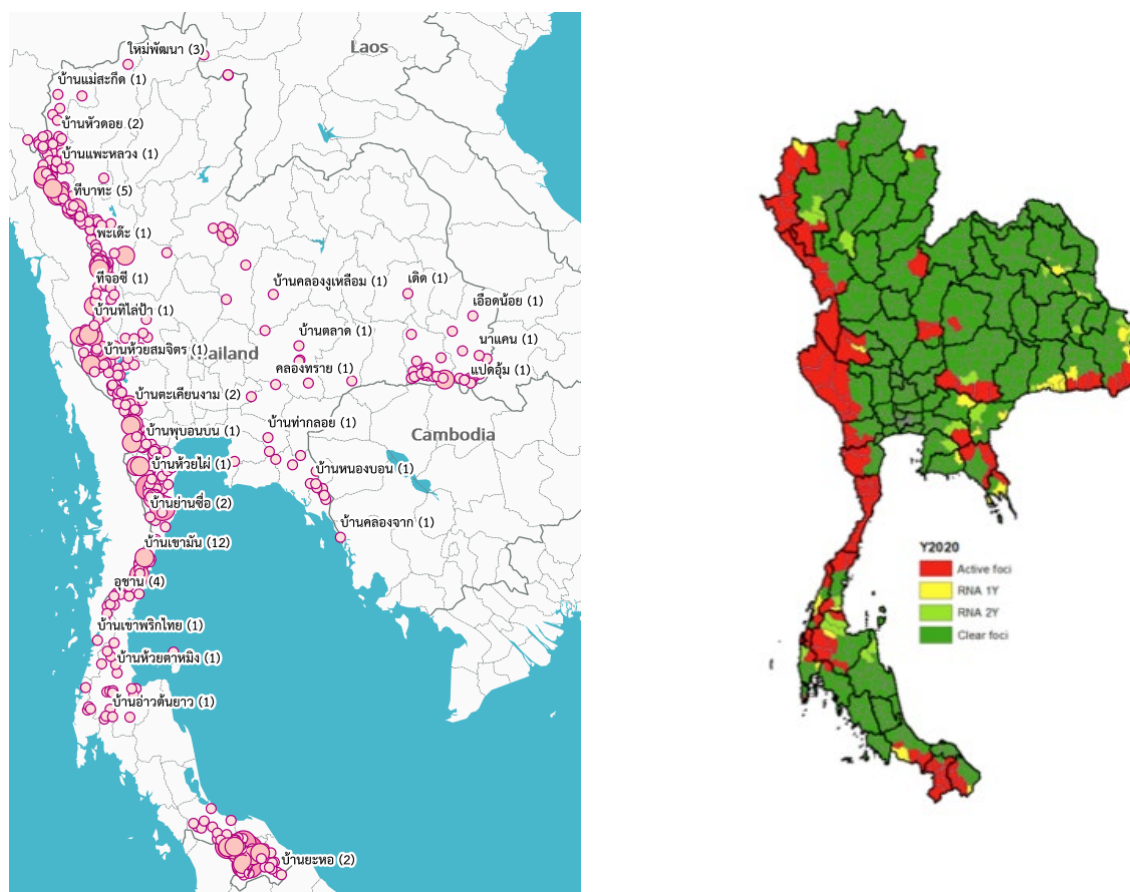 Laos
ใหม่พัฒนา (3)
บ้านแม่สะกึด (1)
บ้านหัวดอย (2)
บ้านแพะหลวง (1)
ทีบาทะ (5)
พะเด๊ะ (1)
ทีจอซี (1)
บ้านคลองงูเหลือม (1)
เดิด (1)
เอือดน้อย (1)
บ้านทิไล่ป้า (1)
บ้านตลาด (1)
นาแคน (1)
บ้านห้วยสมจิตร (1)
hailand
คลองทราย (1)
แปดอุ้ม (1)
บ้านตะเคียนงาม (2)
บ้านท่ากลอย (1)
บ้านพุบอนบน (1)
Cambodia
บ้านห้วยไผ่ (1)
บ้านหนองบอน (1)
บ้านย่านซื่อ (2)
บ้านคลองจาก (1)
บ้านเขามัน (12)
อูซาน (4)
บ้านเขาพริกไทย (1)
บ้านห้วยตาหมิง (1)
บ้านอ่าวต้นยาว (1)
บ้านยะหอ (2)
Y2020
Active foci
RNA 1Y
RNA 2Y
Clear foci